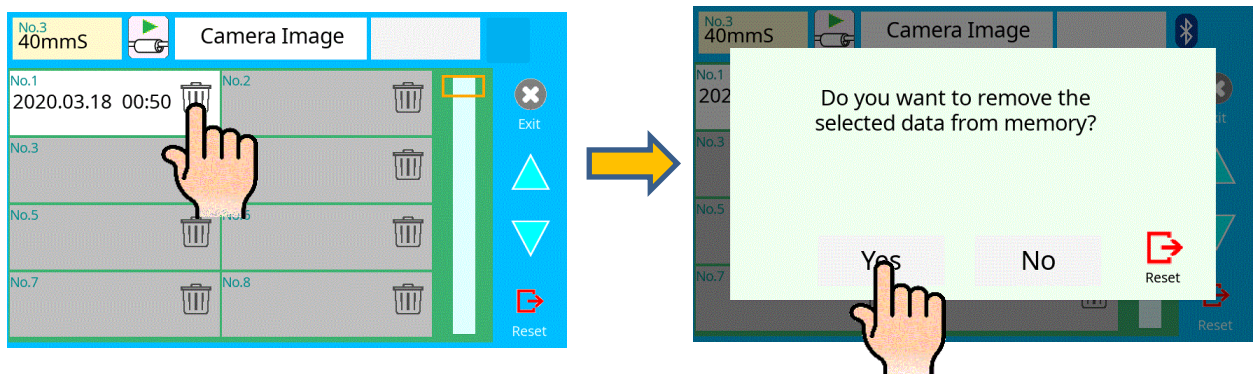 No.3
40mmS
Camera Image
No.1
2020.03.18 00:50
No.2
No.3
No.5
No.7
No.8
Exit
Reset
No.3
40mmS
Camera Image
No.1
202
No.3
No.5
No.7
Do you want to remove the
selected data from memory?
Yes
No
Reset
Reset